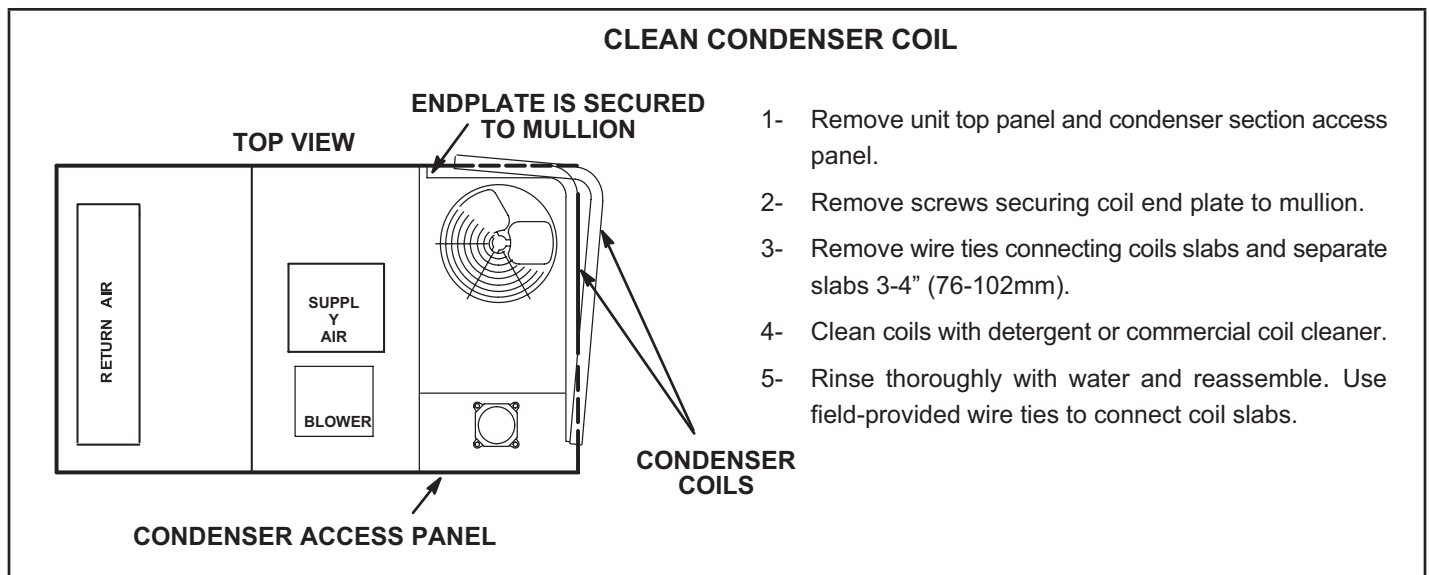 CLEAN CONDENSER COIL
ENDPLATE IS SECURED
TO MULLION
TOP VIEW
RETURN AIR
SUPPL
Y
AIR
BLOWER
CONDENSER
COILS
CONDENSER ACCESS PANEL
1- Remove unit top panel and condenser section access
panel.
2- Remove screws securing coil end plate to mullion.
3- Remove wire ties connecting coils slabs and separate
slabs 3-4” (76-102mm).
4- Clean coils with detergent or commercial coil cleaner.
5- Rinse thoroughly with water and reassemble. Use
field-provided wire ties to connect coil slabs.